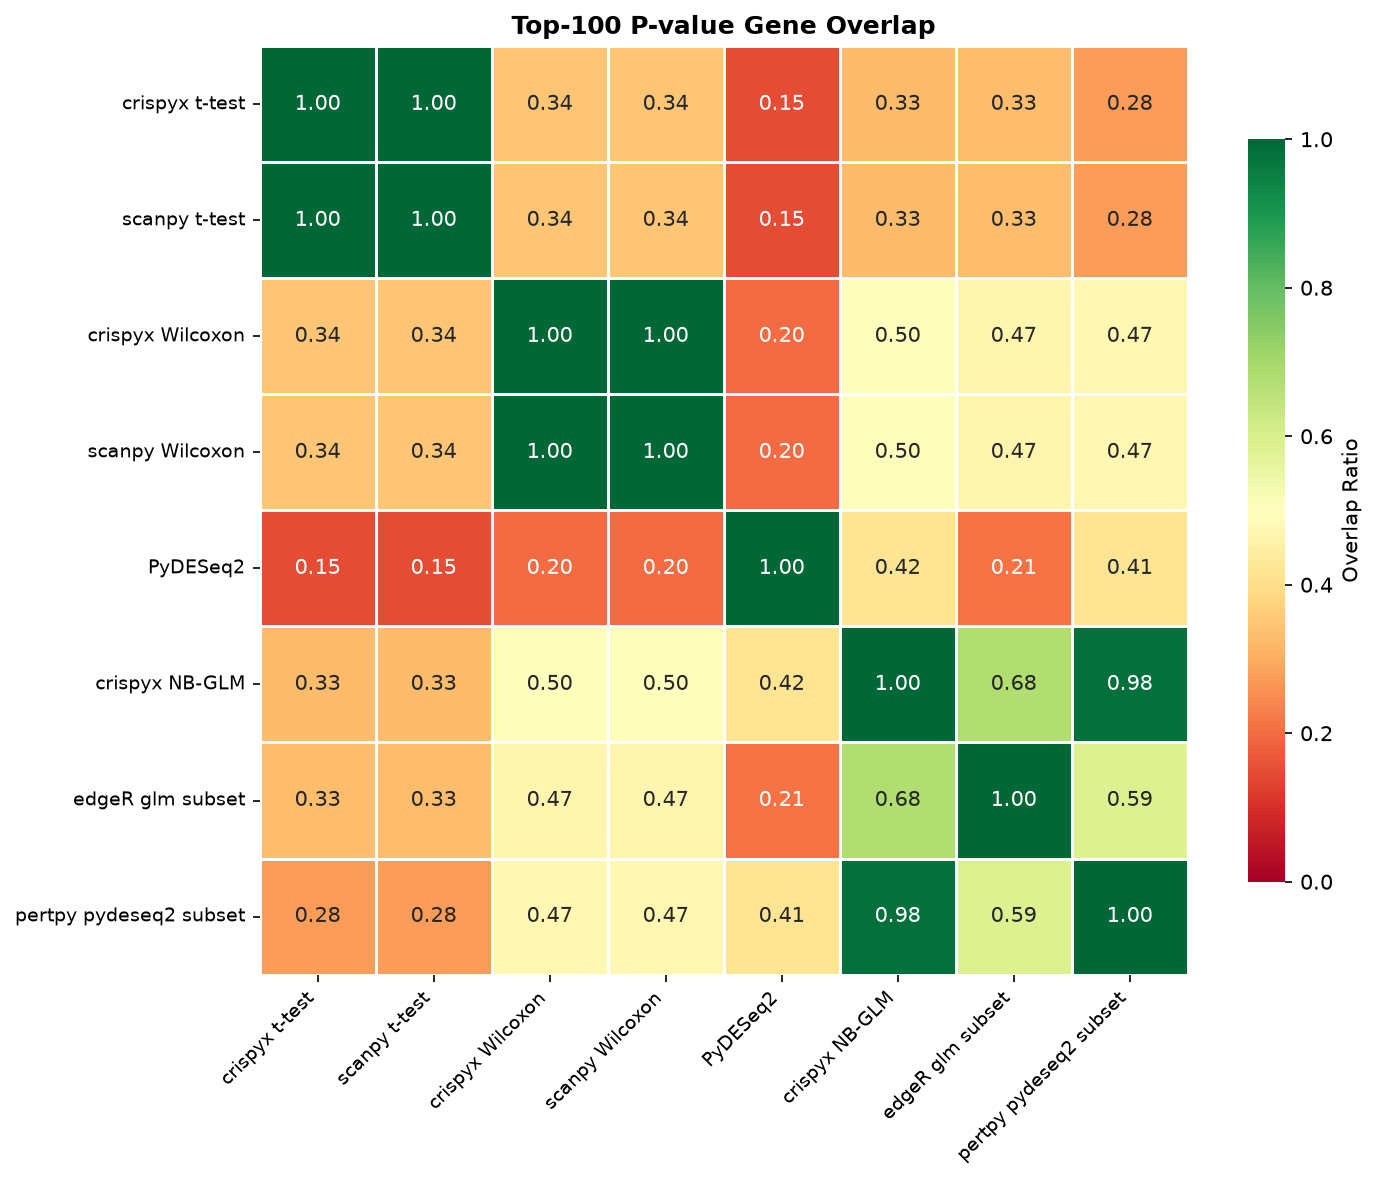 Top-100 P-value Gene Overlap
crispyx t-test 1.00 1.00 0.34 0.34 0.15 0.33 0.33 0.28
scanpy t-test 1.00 1.00 0.34 0.34 0.15 0.33 0.33 0.28
crispyx Wilcoxon 0.34 0.34 1.00 1.00 0.20 0.50 0.47 0.47
scanpy Wilcoxon 0.34 0.34 1.00 1.00 0.20 0.50 0.47 0.47
PyDESeq2 0.15 0.15 0.20 0.20 1.00 0.42 0.21 0.41
crispyx NB-GLM 0.33 0.33 0.50 0.50 0.42 1.00 0.68 0.98
edgeR glm subset 0.33 0.33 0.47 0.47 0.21 0.68 1.00 0.59
pertpy pydeseq2 subset 0.28 0.28 0.47 0.47 0.41 0.98 0.59 1.00
crispyx t-test
scanpy t-test
crispyx Wilcoxon
scanpy Wilcoxon
PyDESeq2
crispyx NB-GLM
edgeR glm subset
pertpy pydeseq2 subset
1.0
0.8
0.6
0.4
0.2
0.0
Overlap Ratio